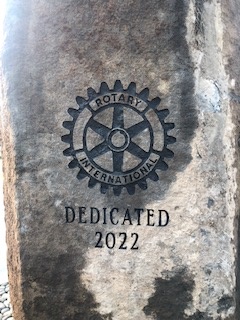 ROTARY
INTERNATIONAL
DEDICATED
2022